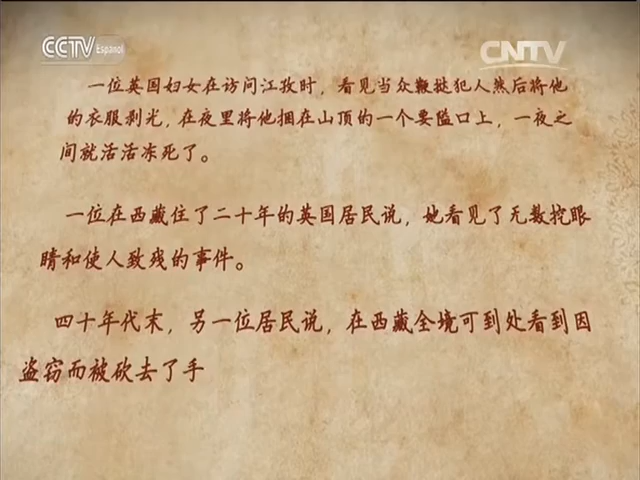 CCTV Español
CNTV
一位英国妇女在访问江孜时，看见当众鞭挞犯人然后将他
的衣服剥光，在夜里将他捆在山顶的一个要隘口上，一夜之
间就活活冻死了。
一位在西藏住了二十年的英国居民说，她看见了无数挖眼
睛和使人致残的事件。
四十年代末，另一位居民说，在西藏全境可到处看到因
盗窃而被砍去了手